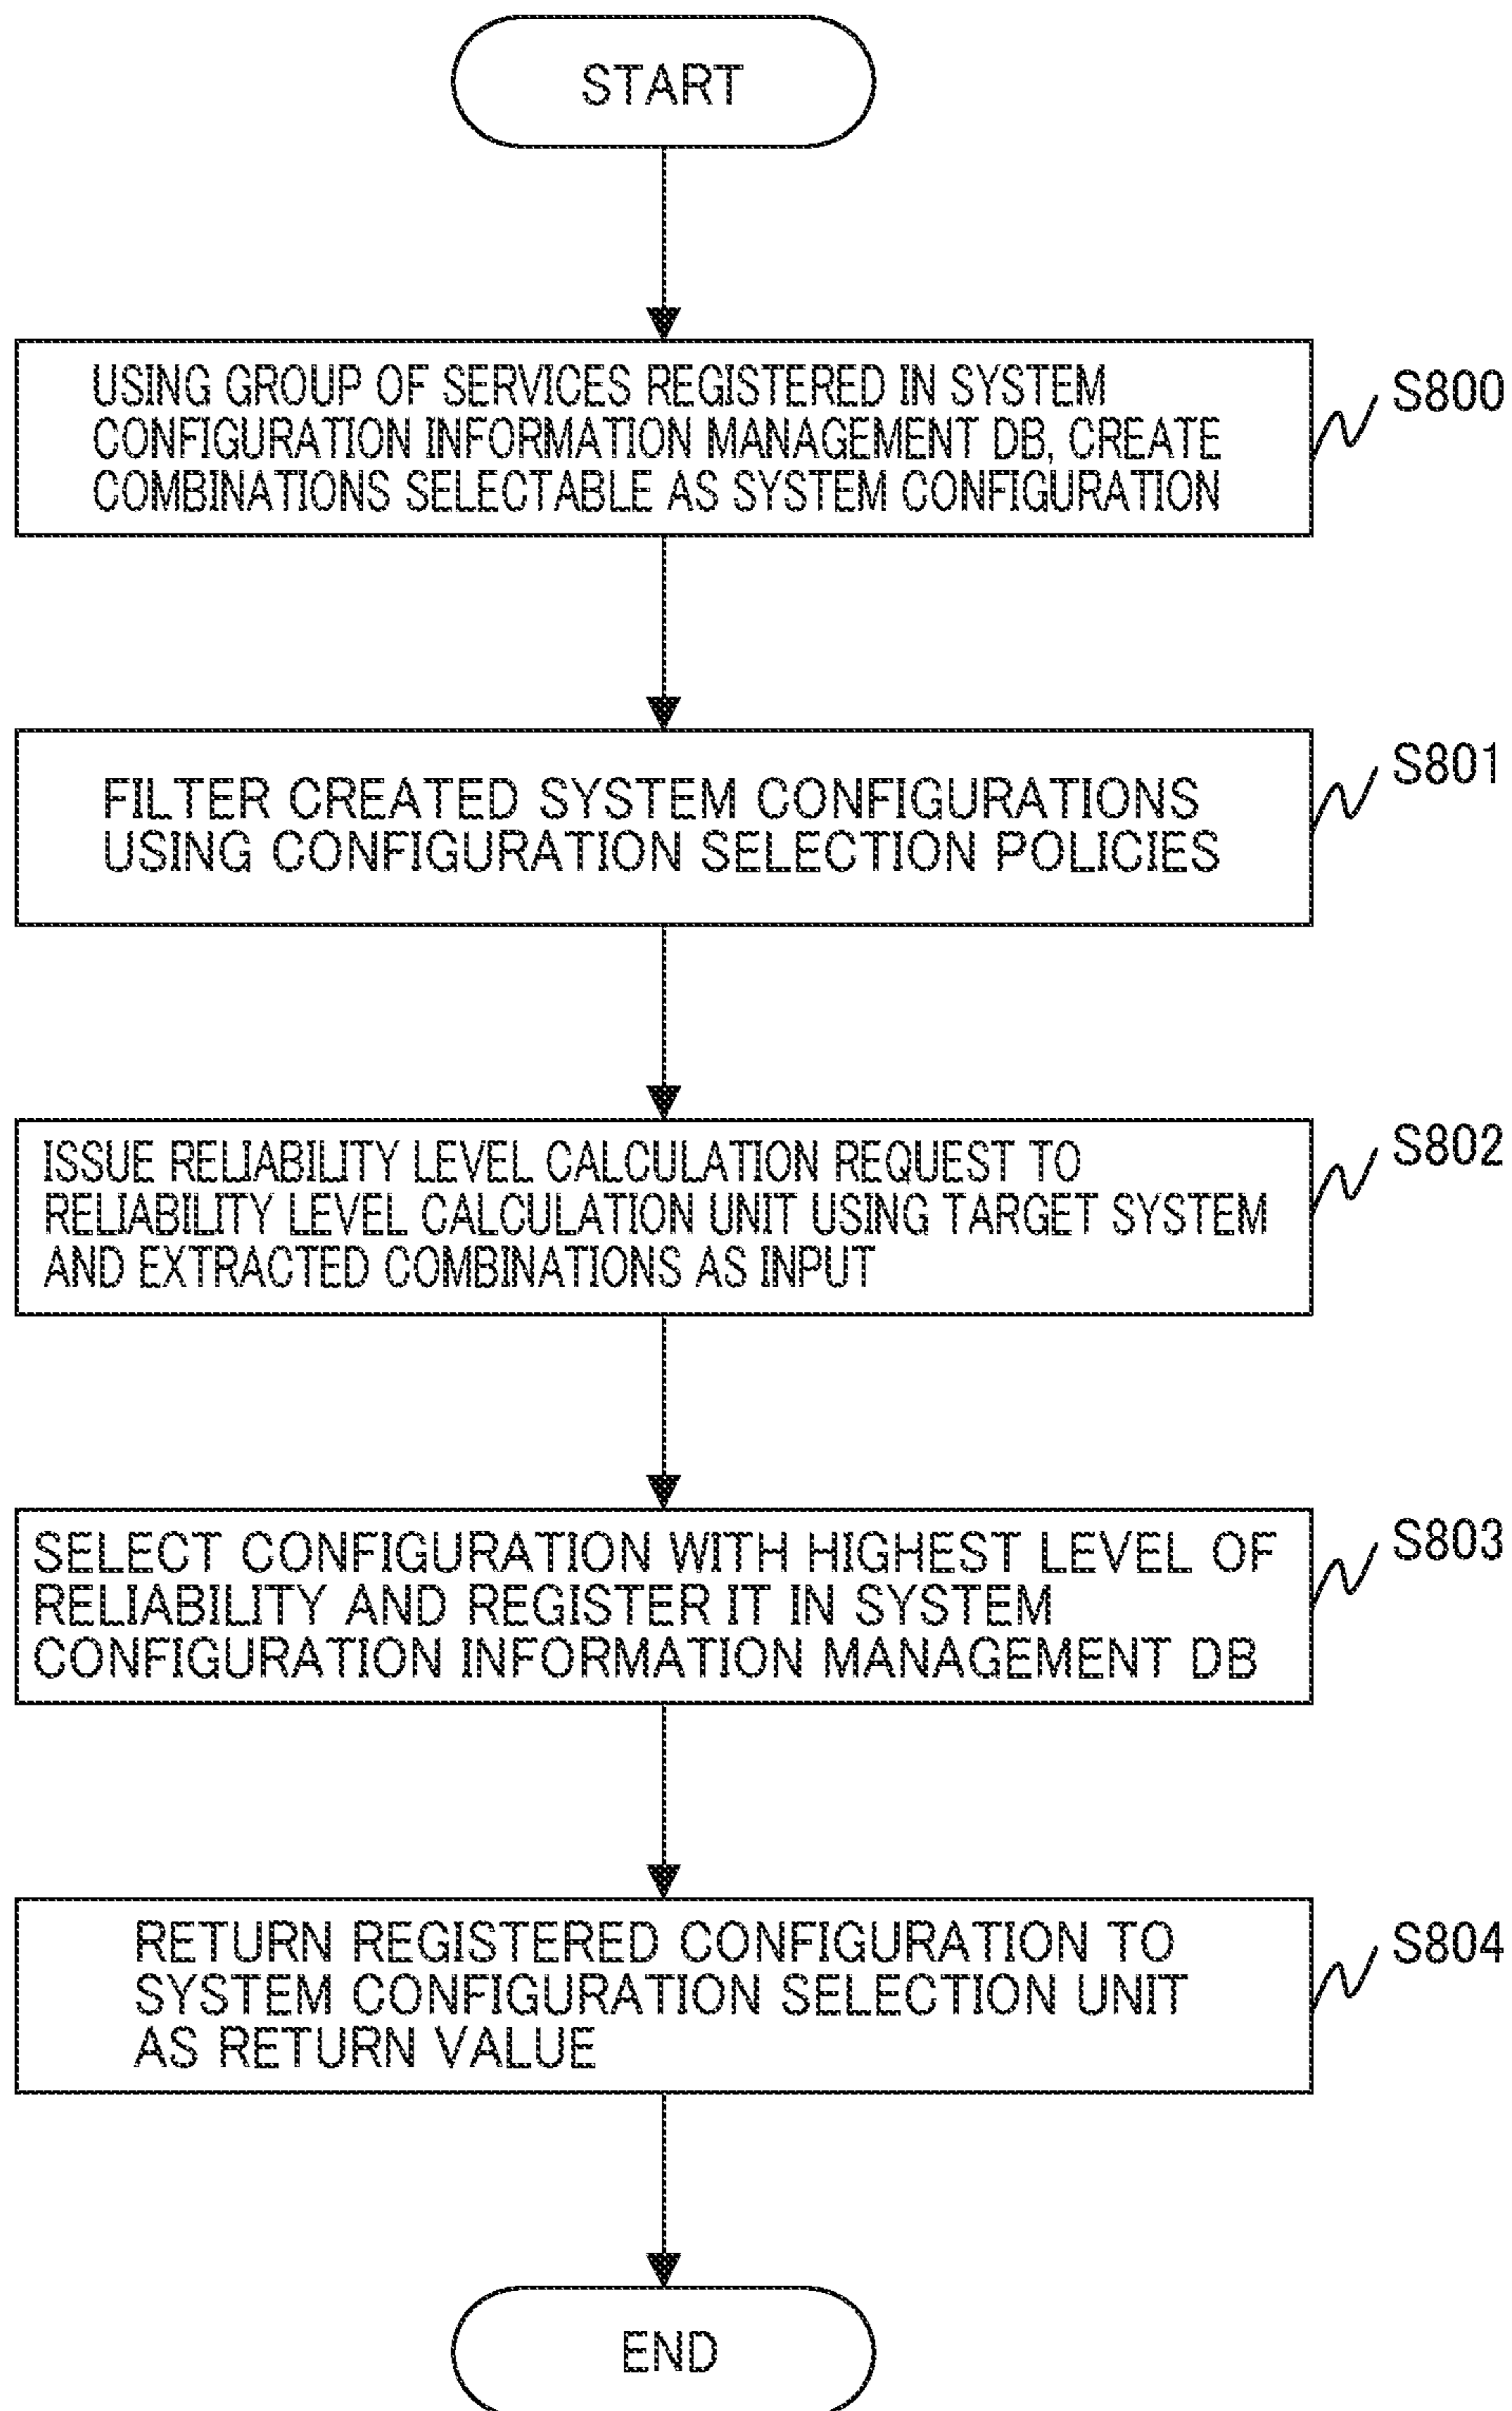 START
USING GROUP OF SERVICES REGISTERED IN SYSTEM
CONFIGURATION INFORMATION MANAGEMENT DB, CREATE
COMBINATIONS SELECTABLE AS SYSTEM CONFIGURATION
S800
FILTER CREATED SYSTEM CONFIGURATIONS
USING CONFIGURATION SELECTION POLICIES
S801
ISSUE RELIABILITY LEVEL CALCULATION REQUEST TO
RELIABILITY LEVEL CALCULATION UNIT USING TARGET SYSTEM
AND EXTRACTED COMBINATIONS AS INPUT
S802
SELECT CONFIGURATION WITH HIGHEST LEVEL OF
RELIABILITY AND REGISTER IT IN SYSTEM
CONFIGURATION INFORMATION MANAGEMENT DB
S803
RETURN REGISTERED CONFIGURATION TO
SYSTEM CONFIGURATION SELECTION UNIT
AS RETURN VALUE
S804
END